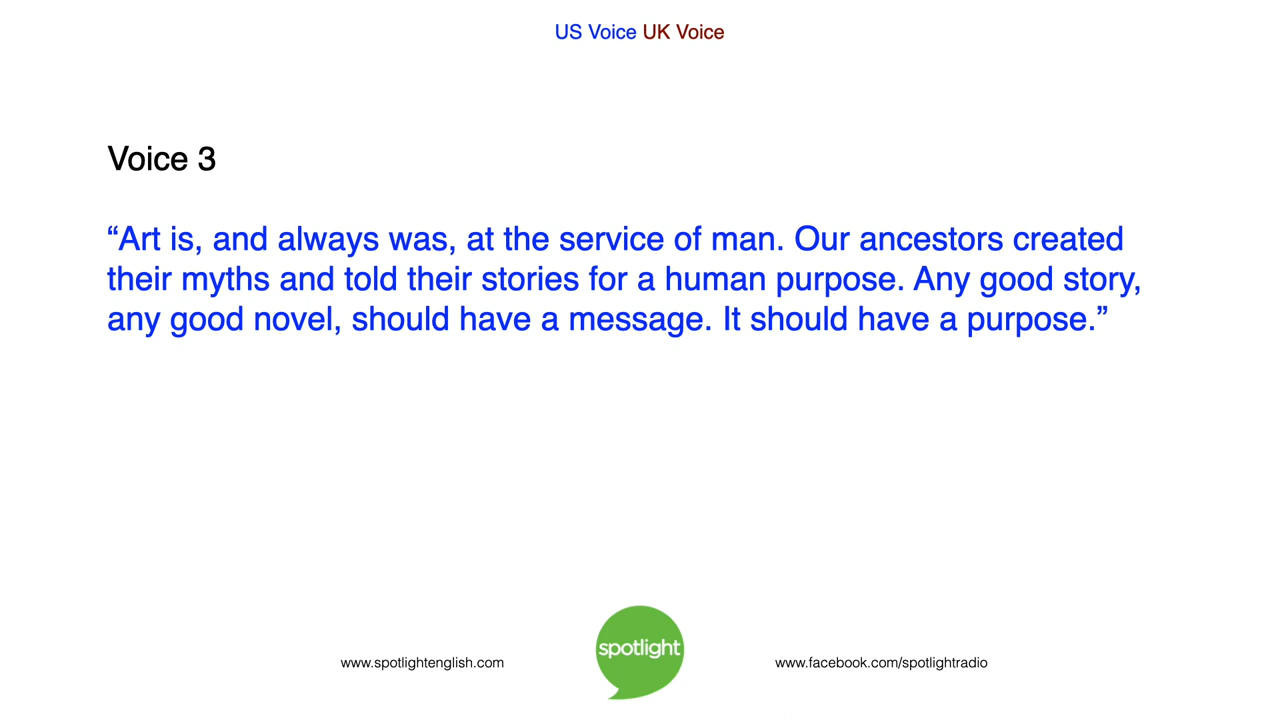 US Voice UK Voice
Voice 3
“Art is, and always was, at the service of man. Our ancestors created
their myths and told their stories for a human purpose. Any good story,
any good novel, should have a message. It should have a purpose.”
spotlight
www.spotlightenglish.com
www.facebook.com/spotlightradio